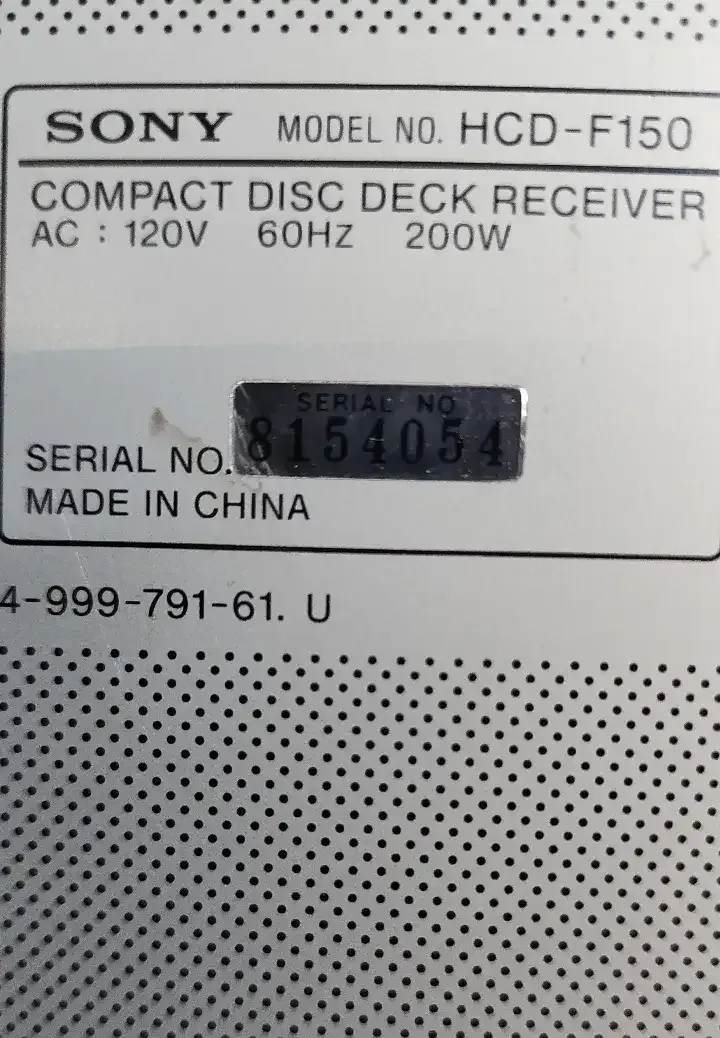 SONY MODEL NO. HCD-F150
COMPACT DISC DECK RECEIVER
AC : 120V 60HZ 200W
SERIAL NO
SERIAL NO. 8154054
MADE IN CHINA
4-999-791-61. U